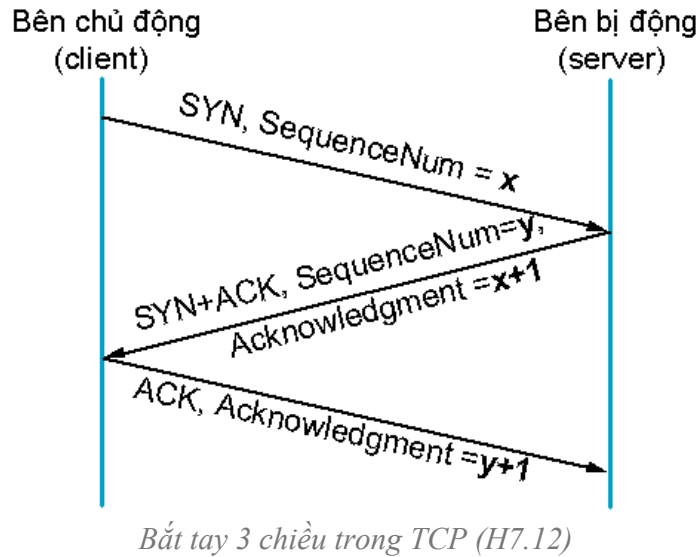 Bên chủ động
(client)
Bên bị động
(server)
SYN, SequenceNum = x
SYN+ACK, SequenceNum=y,
Acknowledgment =x+1
ACK, Acknowledgment =y+1
Bắt tay 3 chiều trong TCP (H7.12)